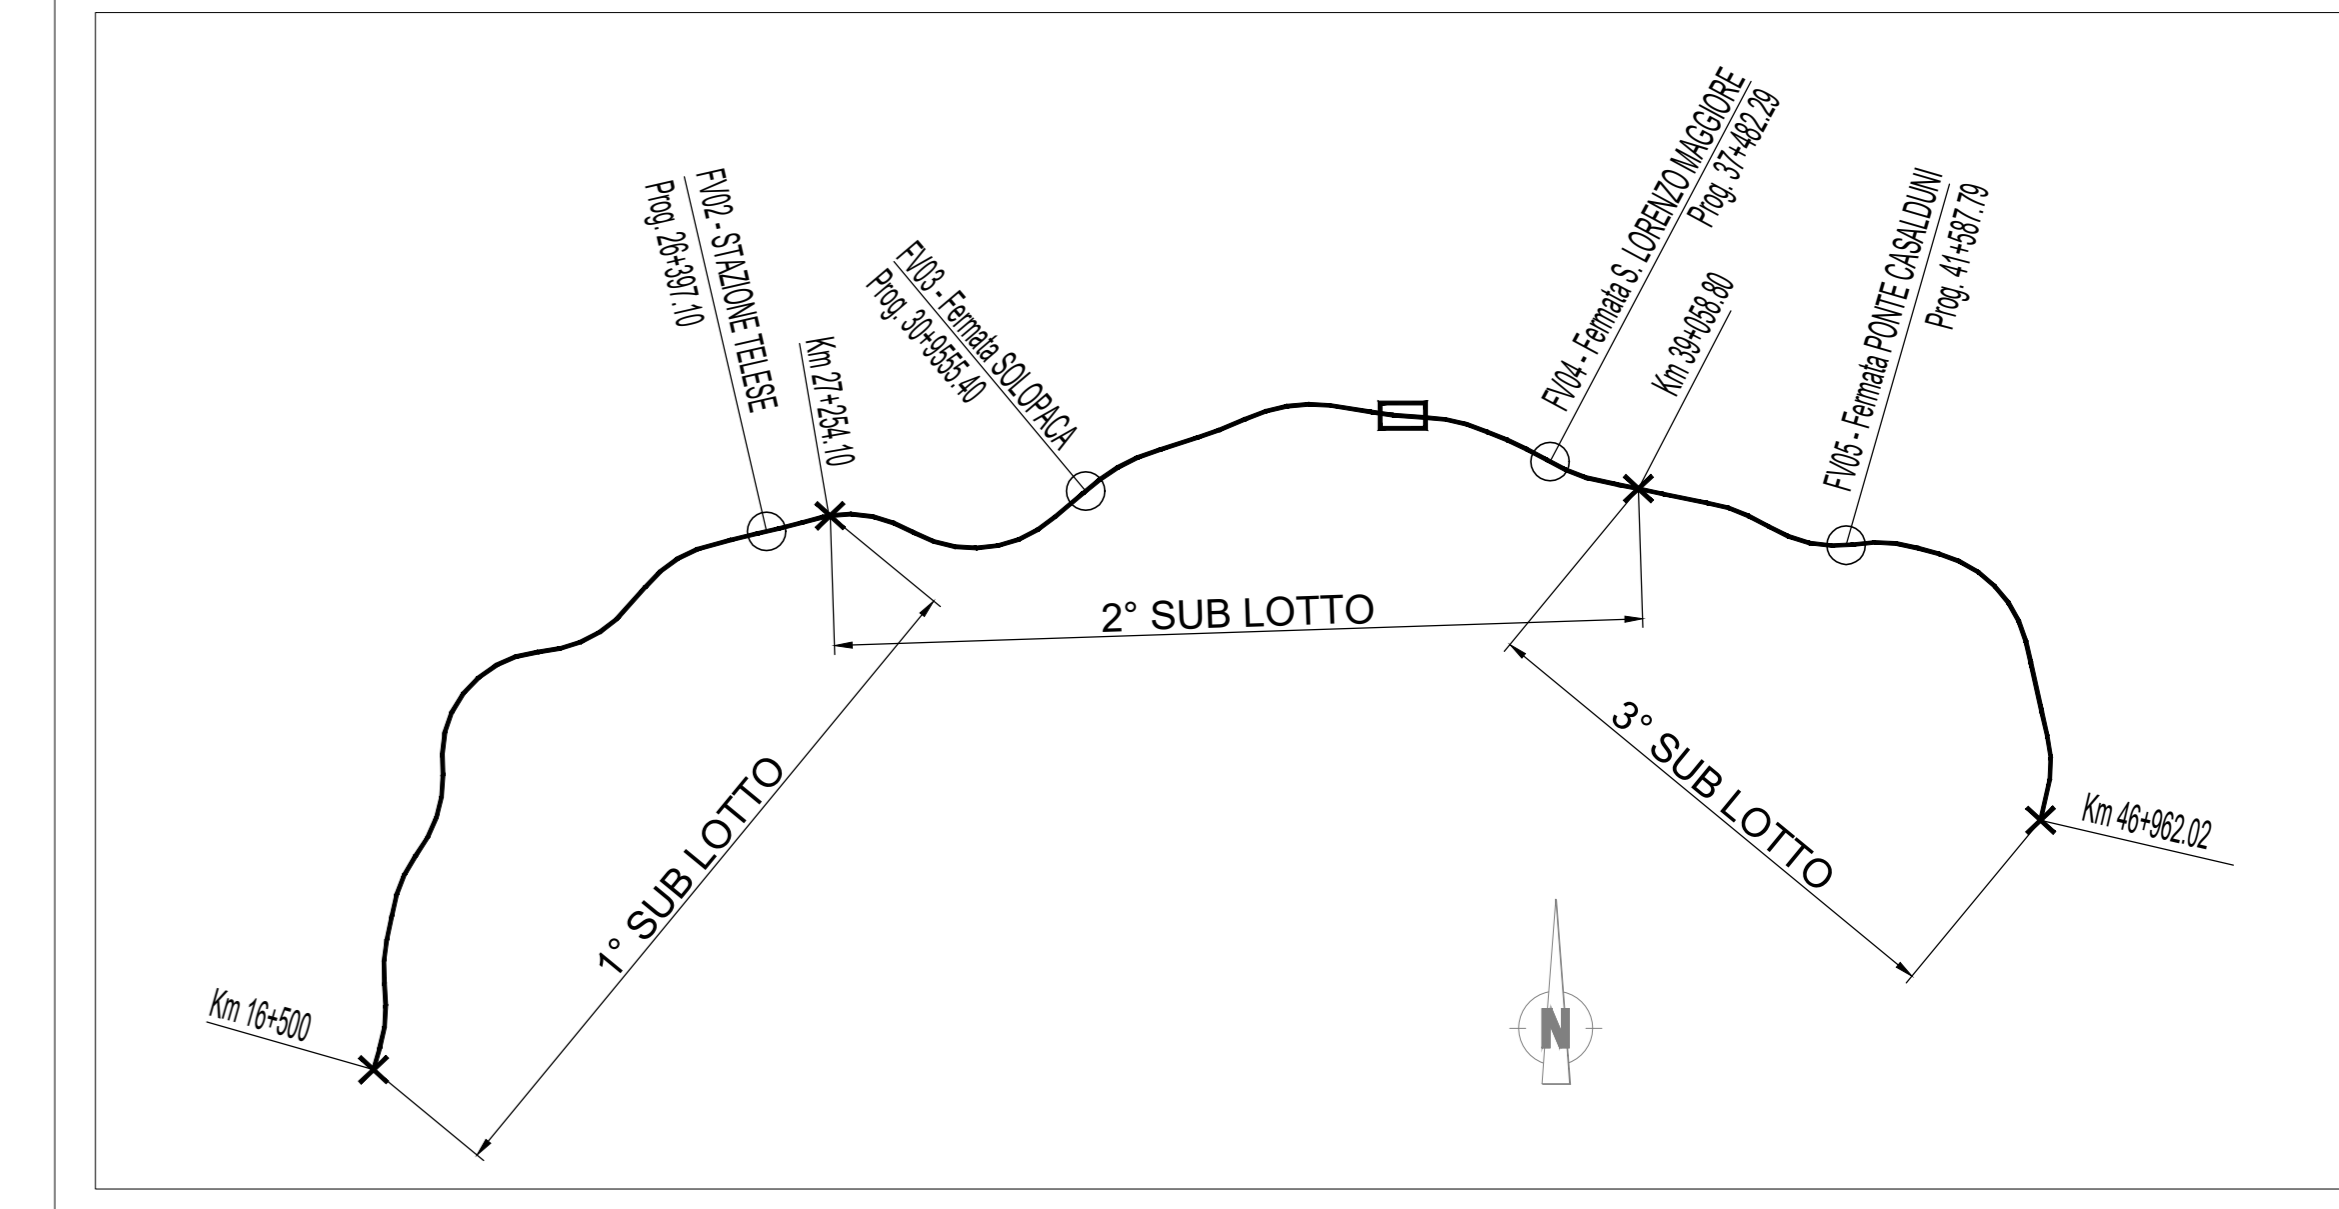 FV02 - STAZIONE TELESE
Prog. 26+397.10
Km 27+254.10
FV03 - Fermata SOLOPACA
Prog. 30+9555.40
FV04 - Fermata S. LORENZO MAGGIORE
Prog. 37+482.29
Km 39+058.80
FV05 - Fermata PONTE CASALDUNI
Prog. 41+587.79
2° SUB LOTTO
1° SUB LOTTO
3° SUB LOTTO
Km 46+962.02
Km 16+500
N